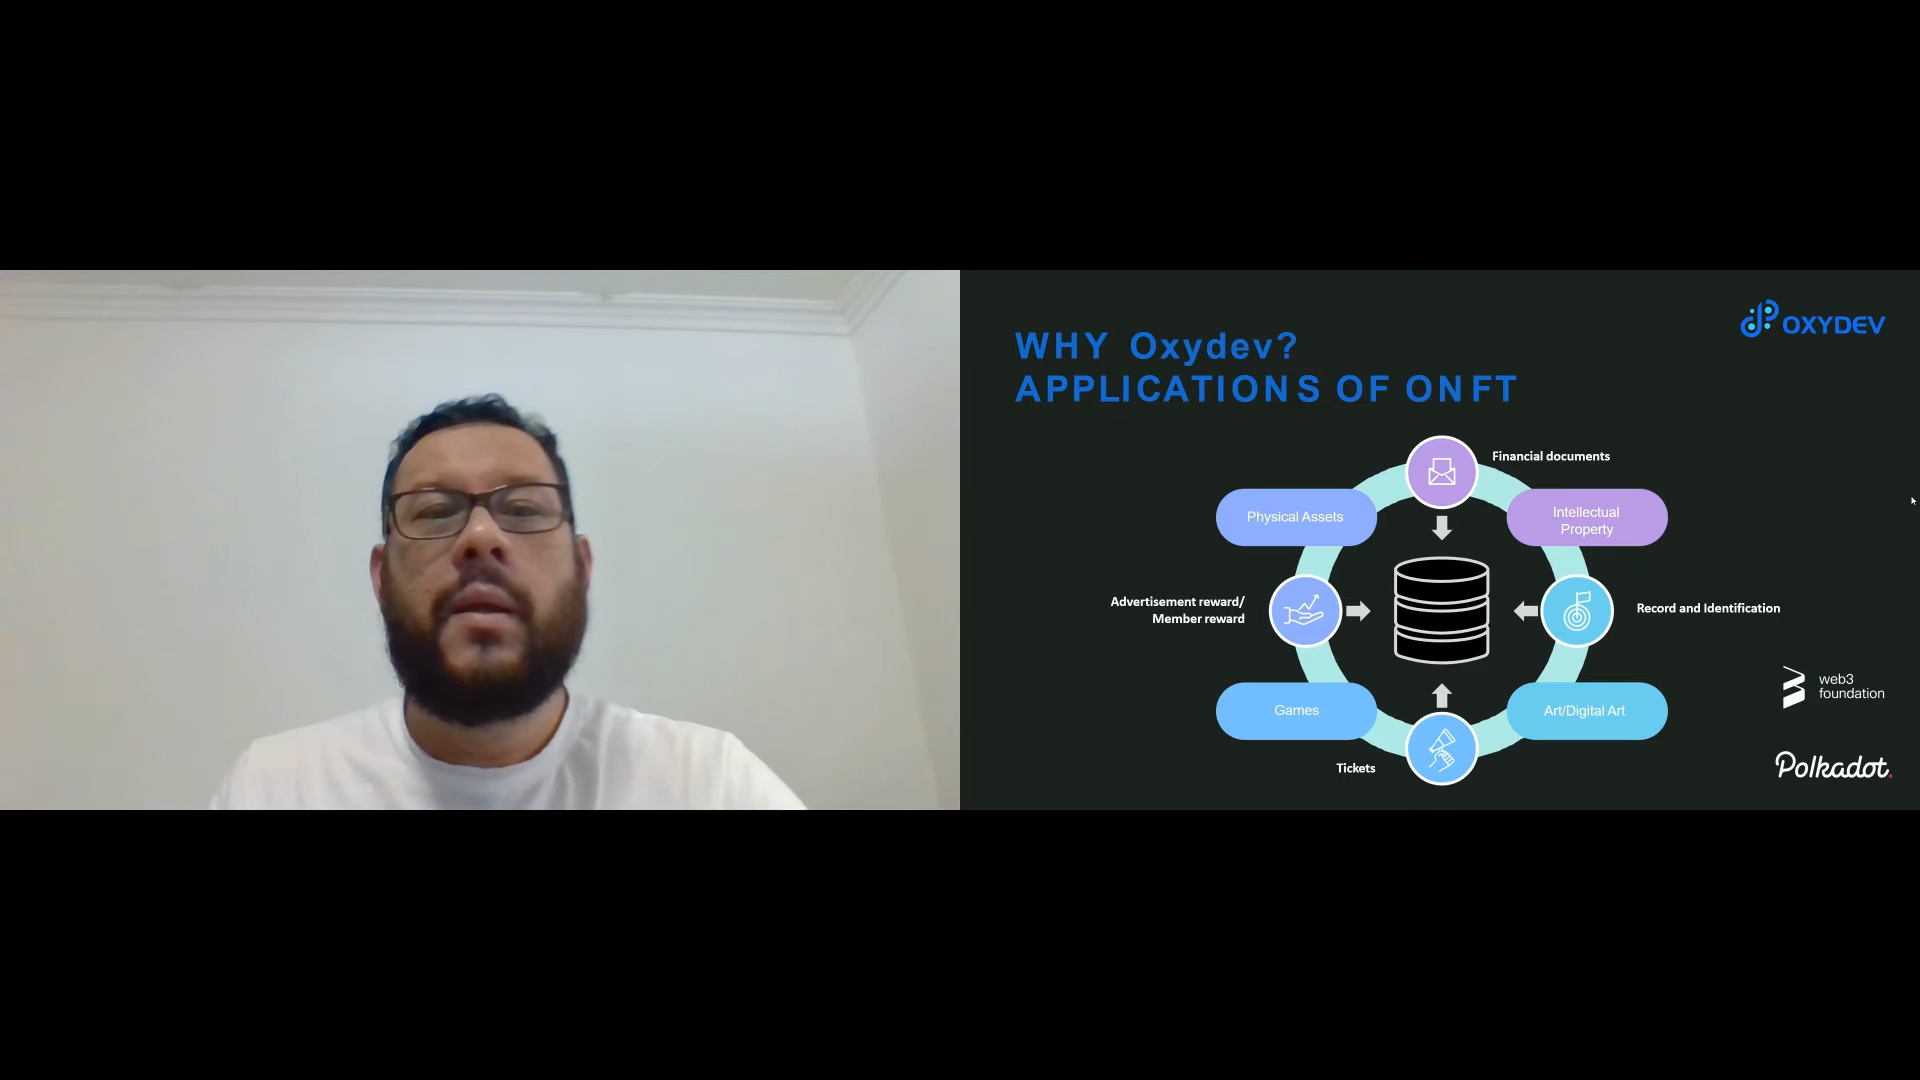 OXYDEV
WHY Oxydev?
APPLICATIONS OF ONFT
Financial documents
Physical Assets
Intellectual
Property
Advertisement reward/
Member reward
Record and Identification
web3
foundation
Games
Art/Digital Art
Tickets
Polkadot.